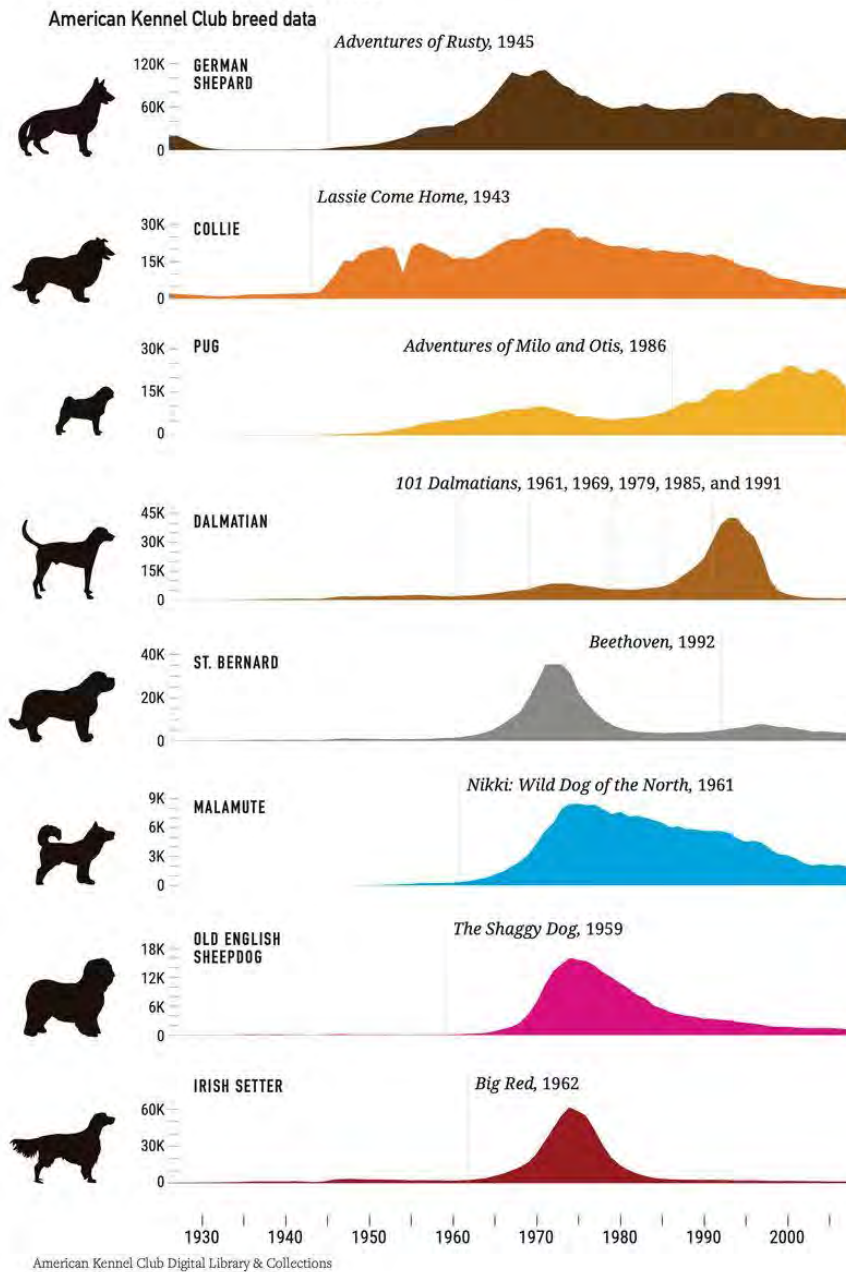 American Kennel Club breed data
Adventures of Rusty, 1945
120K
60K
0
GERMAN
SHEPARD
Lassie Come Home, 1943
30K
15K
0
COLLIE
Adventures of Milo and Otis, 1986
30K
15K
0
PUG
101 Dalmatians, 1961, 1969, 1979, 1985, and 1991
45K
30K
15K
0
DALMATIAN
Beethoven, 1992
40K
20K
0
ST. BERNARD
Nikki: Wild Dog of the North, 1961
9K
6K
3K
0
MALAMUTE
The Shaggy Dog, 1959
OLD ENGLISH
SHEEPDOG
18K
12K
6K
0
IRISH SETTER
Big Red, 1962
60K
30K
0
1930 1940 1950 1960 1970 1980 1990 2000
American Kennel Club Digital Library & Collections